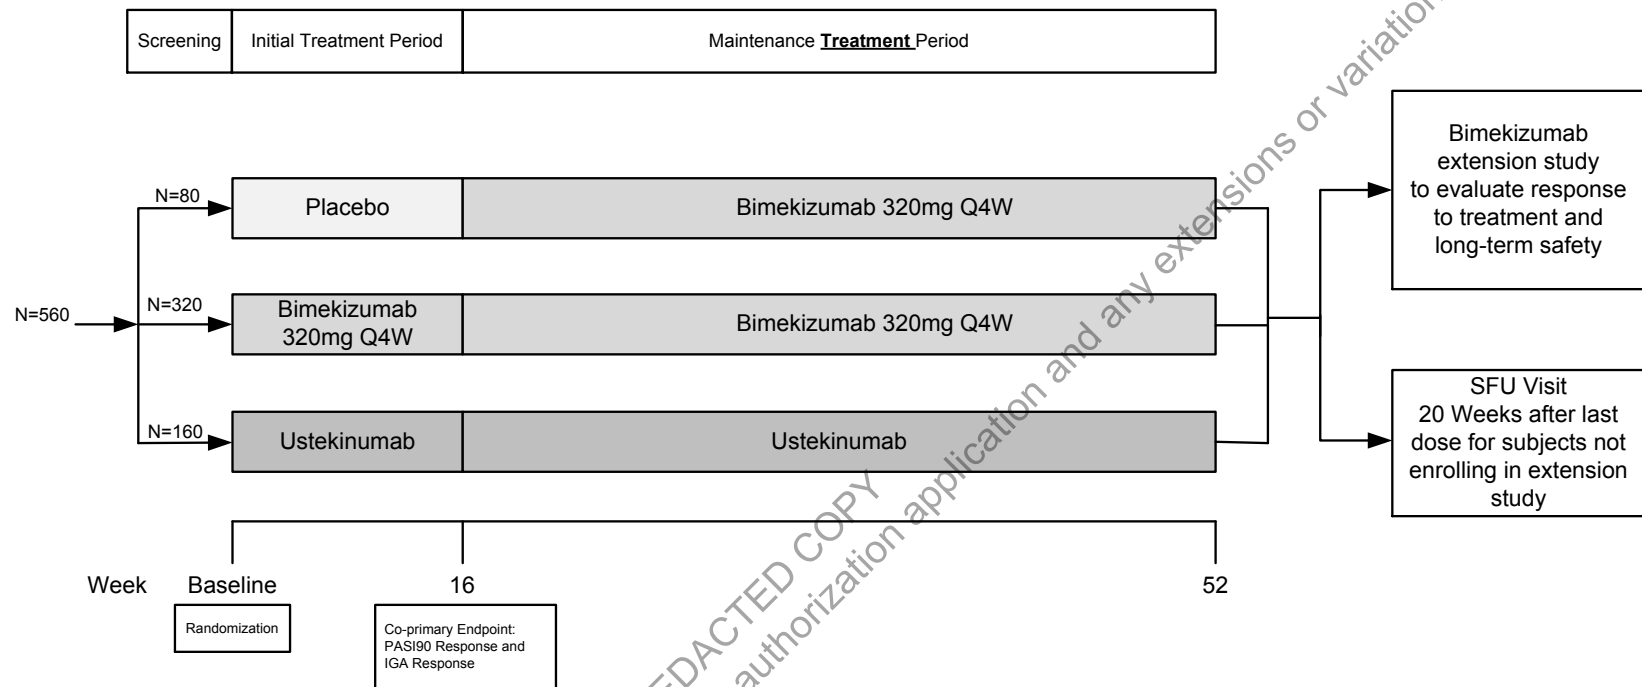 Screening
Initial Treatment Period
Maintenance Treatment Period
N=560
N=80
Placebo
Bimekizumab 320mg Q4W
N=320
Bimekizumab
320mg Q4W
Bimekizumab 320mg Q4W
N=160
Ustekinumab
Ustekinumab
Bimekizumab
extension study
to evaluate response
to treatment and
long-term safety
SFU Visit
20 Weeks after last
dose for subjects not
enrolling in extension
study
Week
Baseline
16
52
Randomization
Co-primary Endpoint:
PASI90 Response and
IGA Response
COPY
authorization application and any extensions or